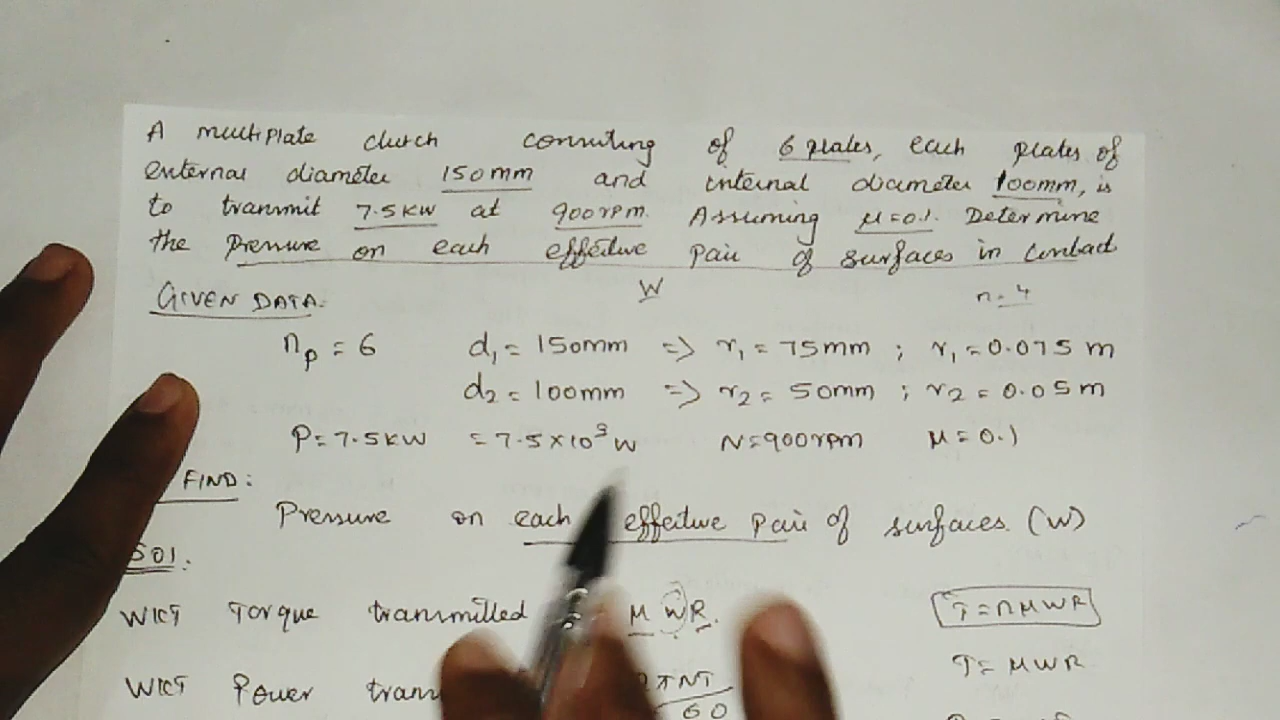 A multiplate clutch consisting of 6 plates, each plates of
external diameter 150mm and internal diameter 100mm, is
to transmit 7.5KW at 900rpm. Assuming μ=0.1. Determine
the Pressure on each effective pair of surfaces in contact
W n=4
GIVEN DATA.
np = 6 d1 = 150mm => r1 = 75mm ; r1 = 0.075 m
d2 = 100mm => r2 = 50mm ; r2 = 0.05 m
P = 7.5KW = 7.5×10³W N=900rpm μ = 0.1
FIND:
Pressure on each effective pair of surfaces. (W)
Sol.
WKT Torque transmitted μWR. T=nμWR
T= μWR
WKT Power 2πNT
60